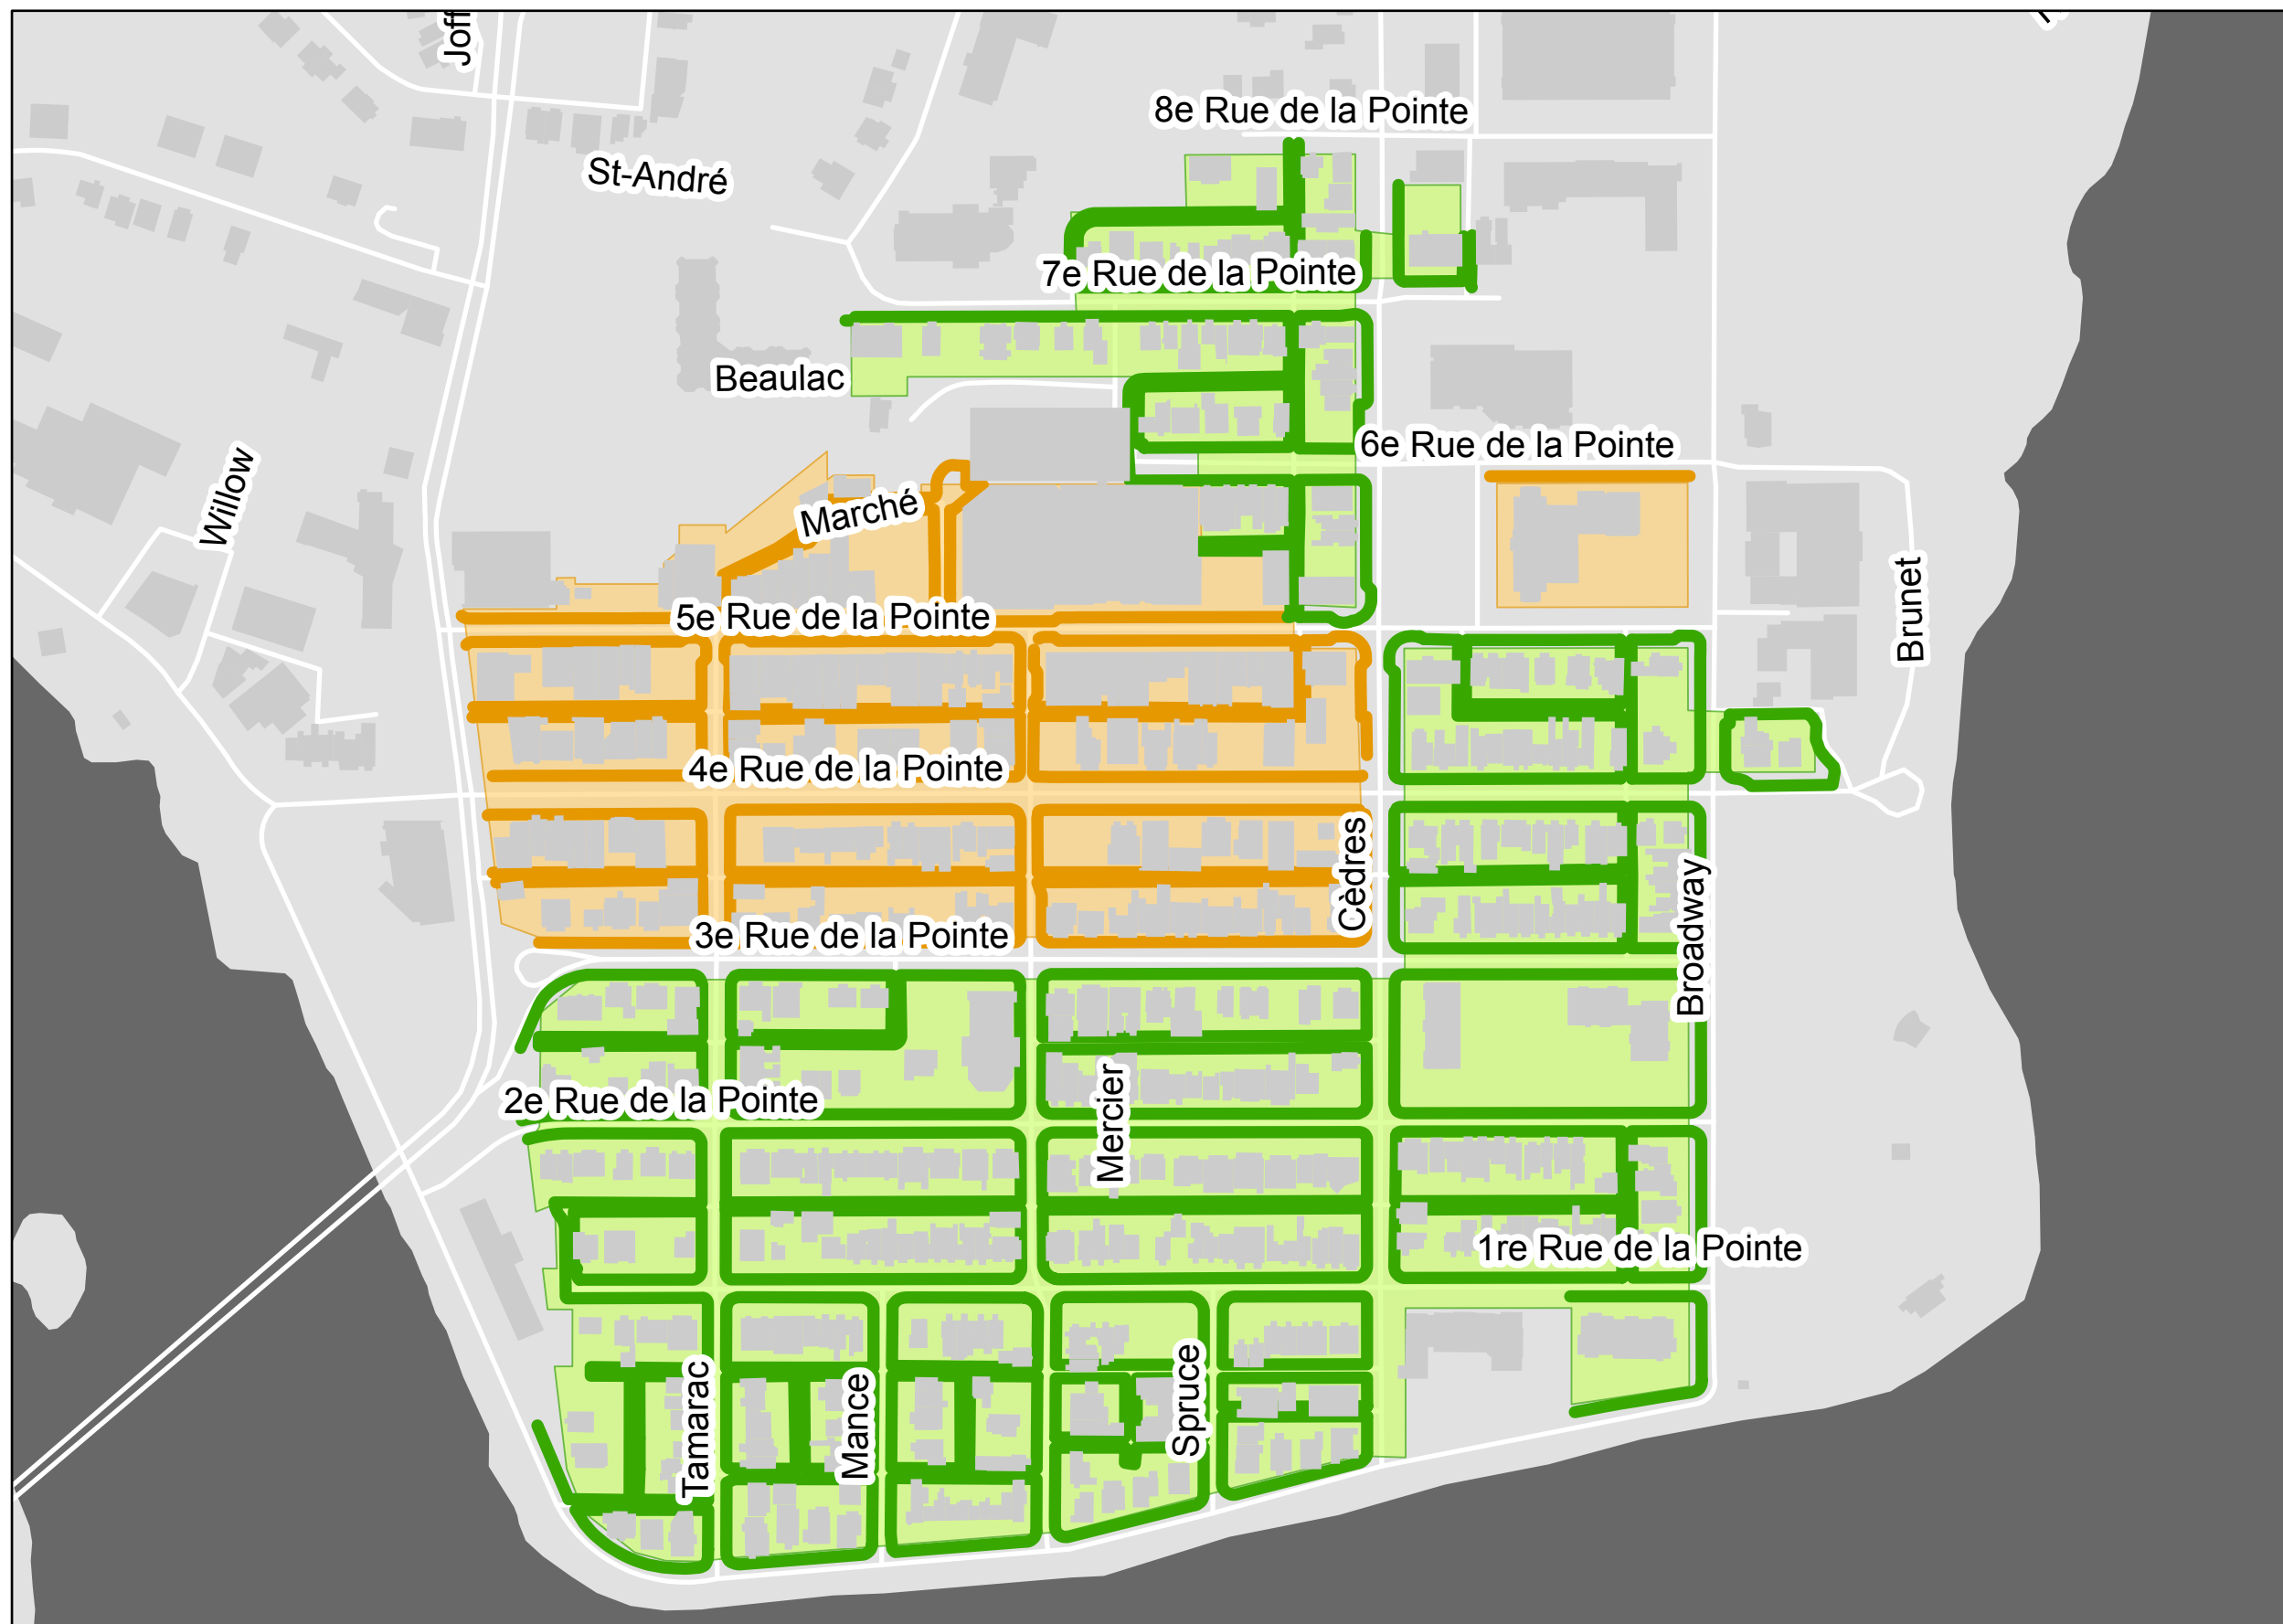 8e Rue de la Pointe
St-André
7e Rue de la Pointe
Beaulac
6e Rue de la Pointe
Willow
Marché
5e Rue de la Pointe
Brunet
4e Rue de la Pointe
Cèdres
3e Rue de la Pointe
Broadway
2e Rue de la Pointe
Mercier
1re Rue de la Pointe
Tamarac
Mance
Spruce